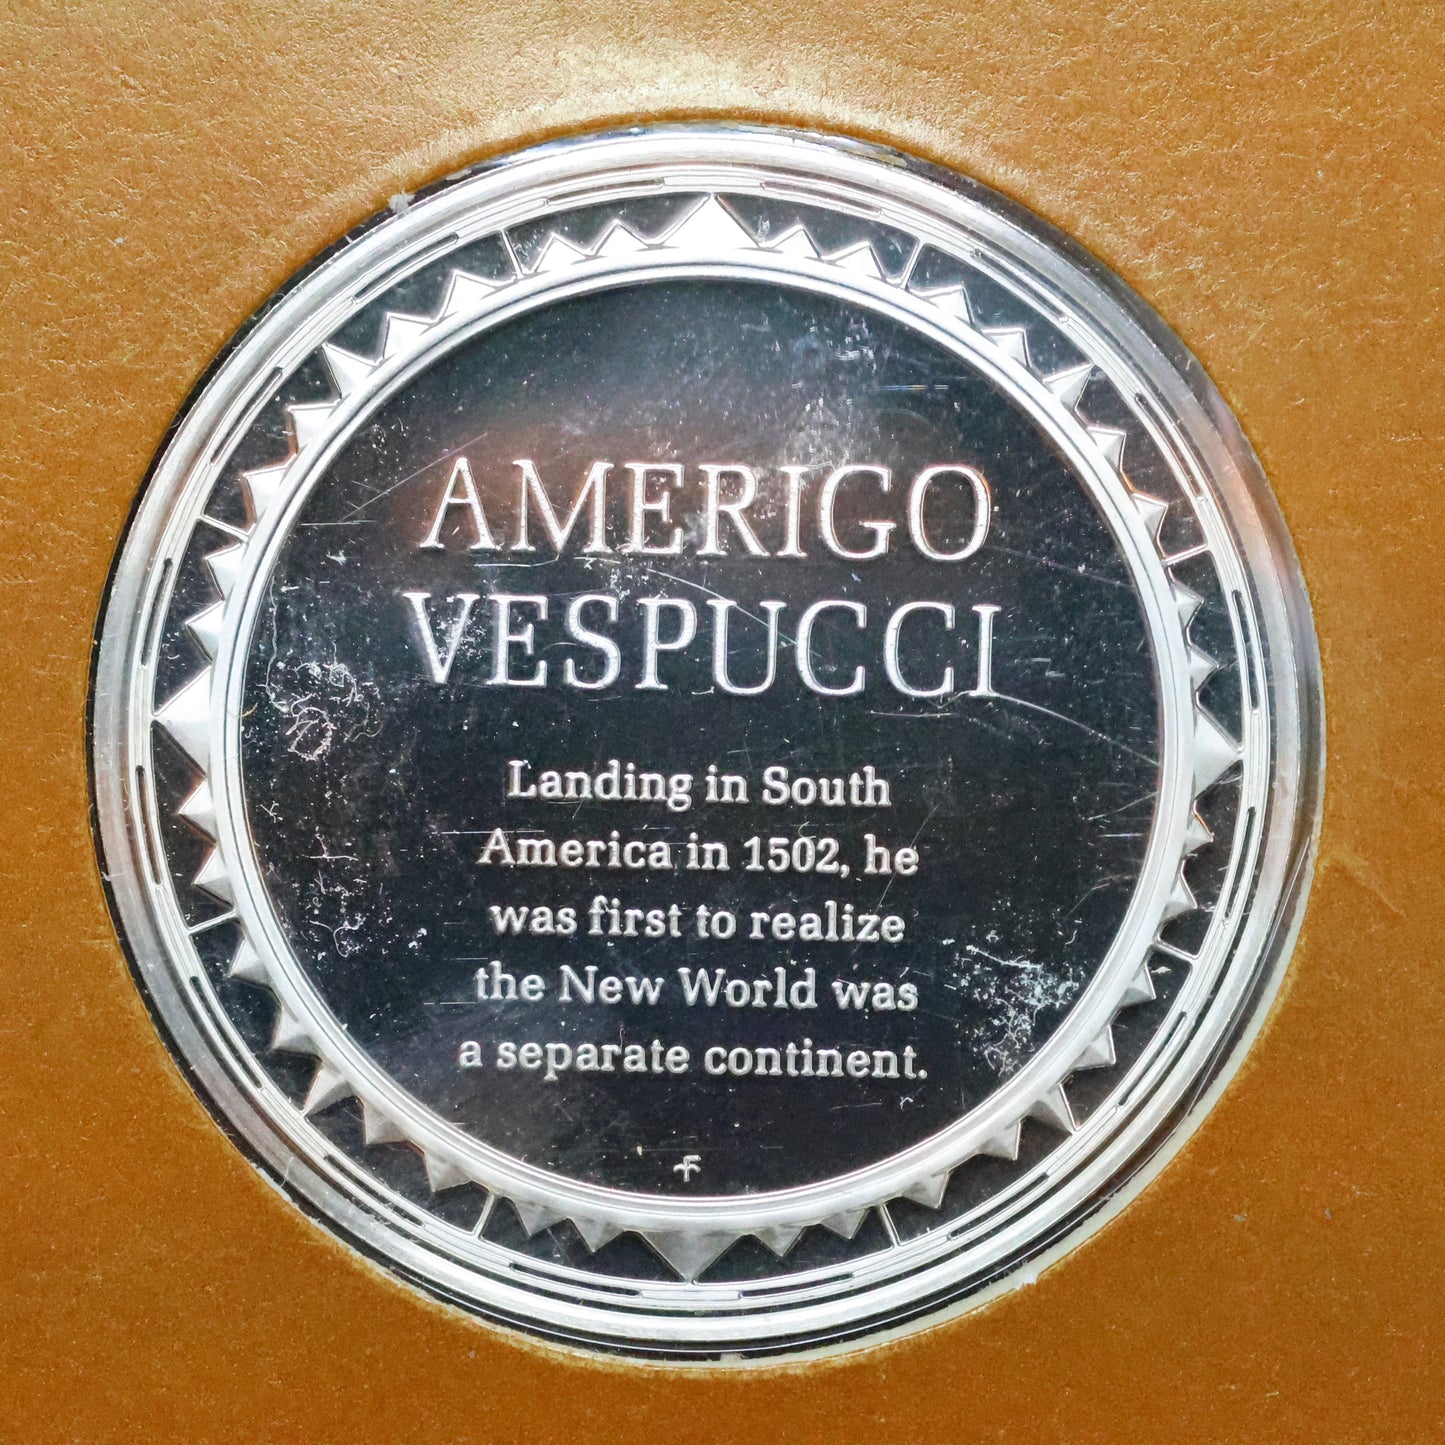 AMERIGO
VESPUCCI
Landing in South
America in 1502, he
was first to realize
the New World was
a separate continent.